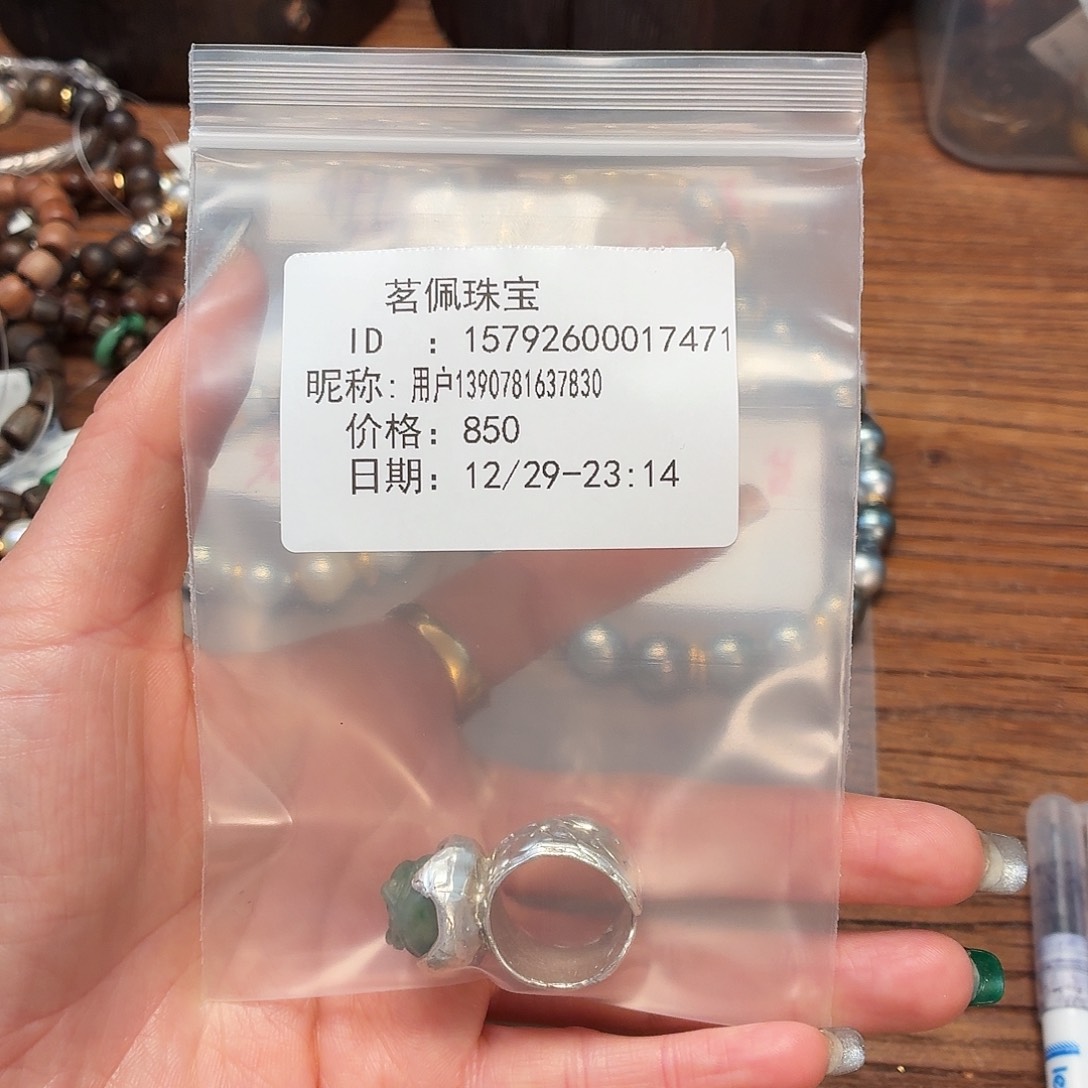 茗佩珠宝
ID ：15792600017471
昵称：用户1390781637830
价格：850
日期：12/29-23:14